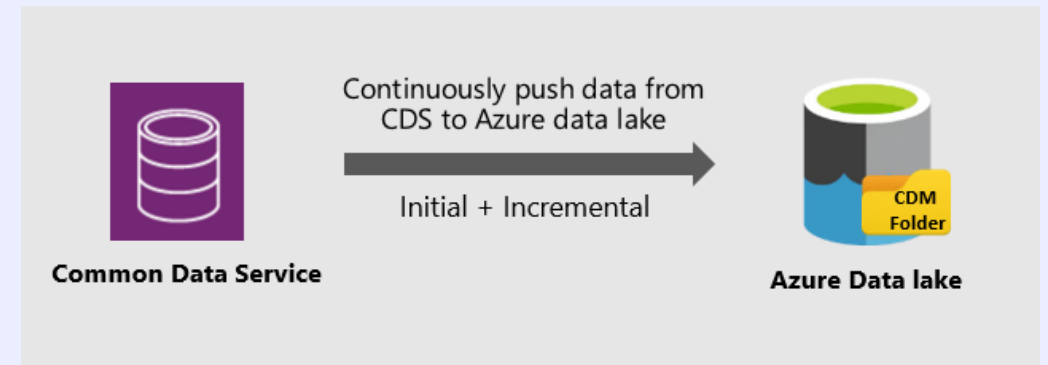 Continuously push data from
CDS to Azure data lake
Initial + Incremental
CDM
Folder
Common Data Service
Azure Data lake